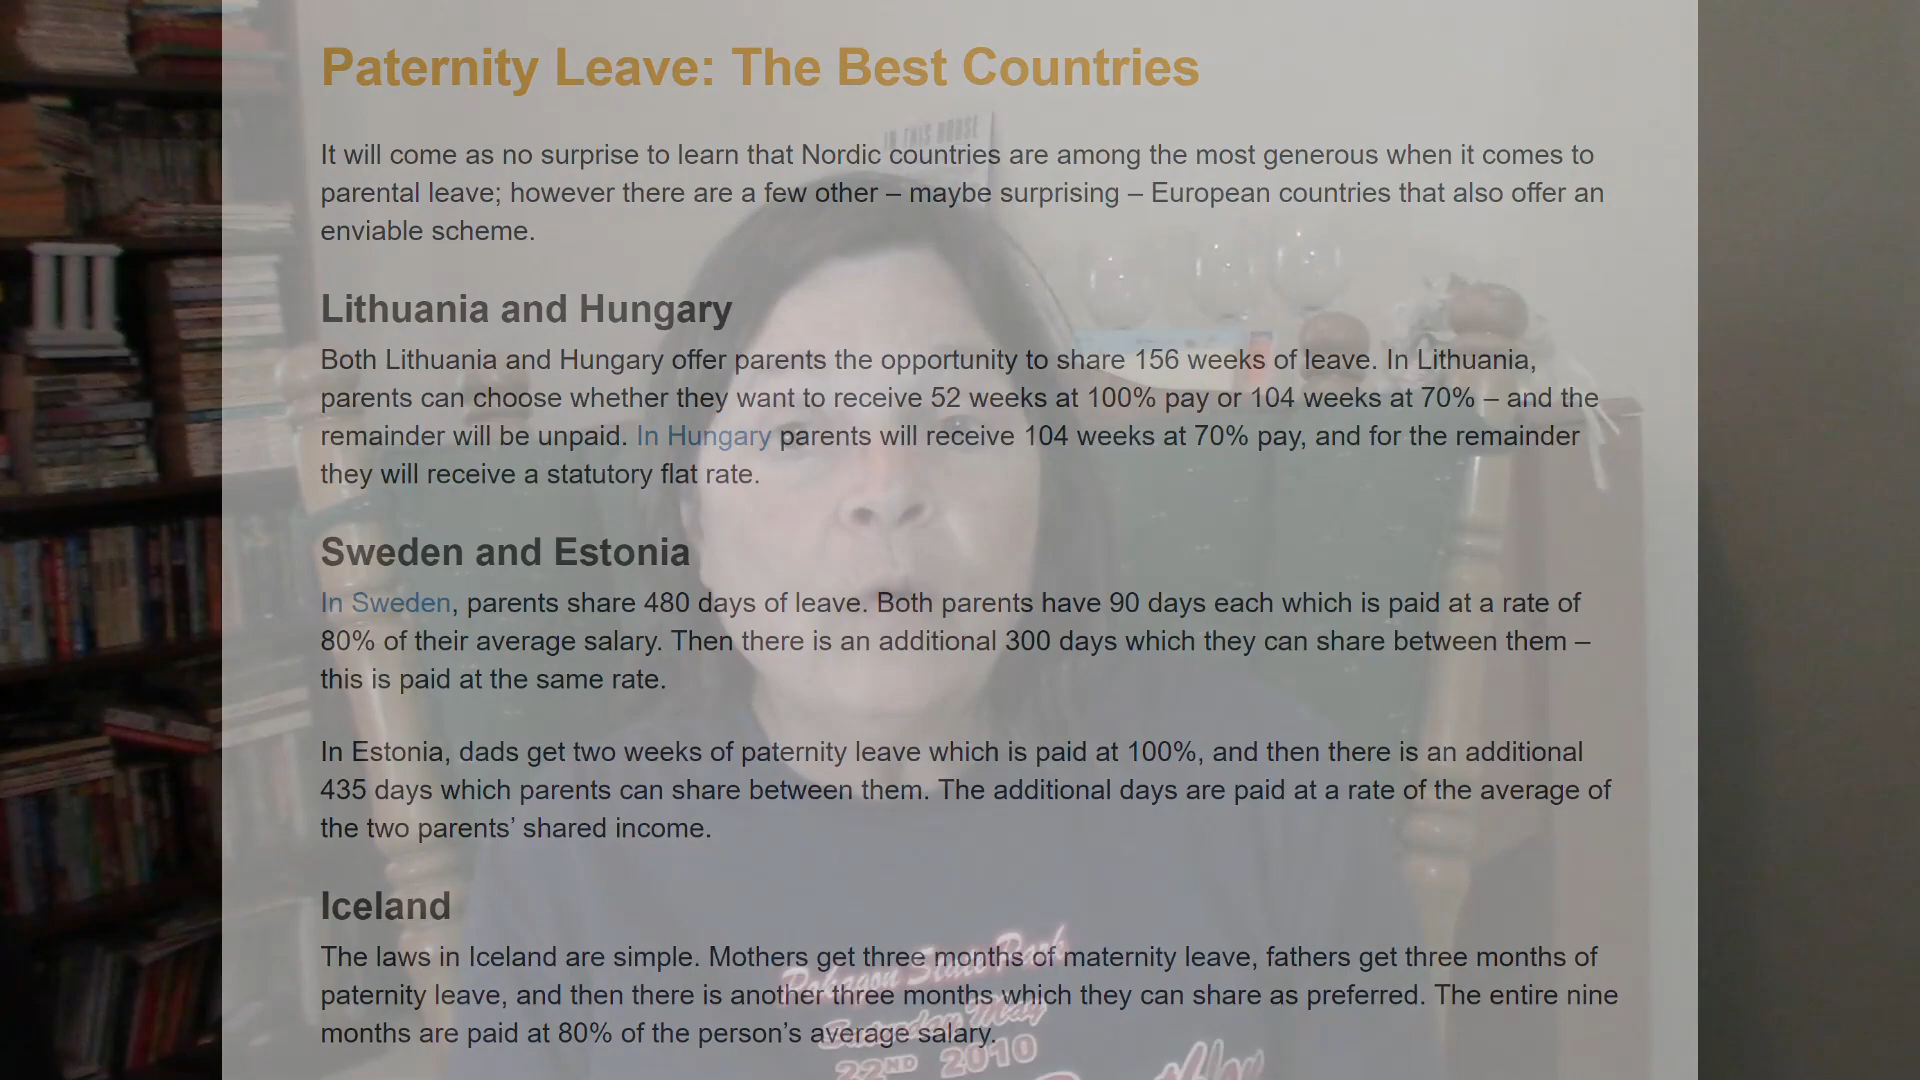 Paternity Leave: The Best Countries
IN THIS HOUSE
It will come as no surprise to learn that Nordic countries are among the most generous when it comes to
parental leave; however there are a few other – maybe surprising – European countries that also offer an
enviable scheme.
Lithuania and Hungary
Both Lithuania and Hungary offer parents the opportunity to share 156 weeks of leave. In Lithuania,
parents can choose whether they want to receive 52 weeks at 100% pay or 104 weeks at 70% – and the
remainder will be unpaid. In Hungary parents will receive 104 weeks at 70% pay, and for the remainder
they will receive a statutory flat rate.
Sweden and Estonia
In Sweden, parents share 480 days of leave. Both parents have 90 days each which is paid at a rate of
80% of their average salary. Then there is an additional 300 days which they can share between them –
this is paid at the same rate.
In Estonia, dads get two weeks of paternity leave which is paid at 100%, and then there is an additional
435 days which parents can share between them. The additional days are paid at a rate of the average of
the two parents’ shared income.
Iceland
The laws in Iceland are simple. Mothers get three months of maternity leave, fathers get three months of
paternity leave, and then there is another three months which they can share as preferred. The entire nine
months are paid at 80% of the person’s average salary.
Pokagon State Park
Saturday May
22ND 2010